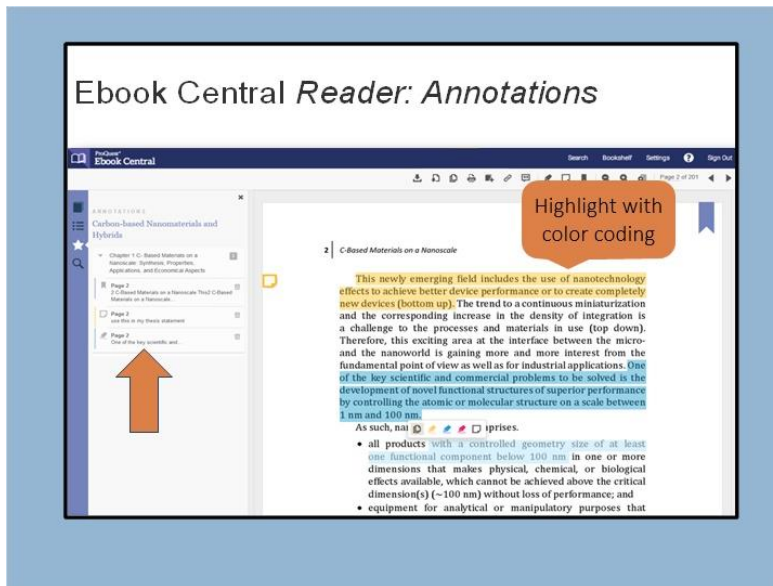 Ebook Central Reader: Annotations
ProQuest
Ebook Central
Search Bookshelf Settings ? Sign Out
Page 2 of 201
ANNOTATIONS
Carbon-based Nanomaterials and
Hybrids
Chapter 1 C- Based Materials on a
Nanoscale: Synthesis, Properties,
Applications, and Economical Aspects
Page 2
2 C-Based Materials on a Nanoscale This2 C-Based
Materials on a Nanoscale...
Page 2
use this in my thesis statement
Page 2
One of the key scientific and...
Highlight with
color coding
2 C-Based Materials on a Nanoscale
This newly emerging field includes the use of nanotechnology
effects to achieve better device performance or to create completely
new devices (bottom up). The trend to a continuous miniaturization
and the corresponding increase in the density of integration is
a challenge to the processes and materials in use (top down).
Therefore, this exciting area at the interface between the micro-
and the nanoworld is gaining more and more interest from the
fundamental point of view as well as for industrial applications. One
of the key scientific and commercial problems to be solved is the
development of novel functional structures of superior performance
by controlling the atomic or molecular structure on a scale between
1 nm and 100 nm.
As such,
• all products with a controlled geometry size of at least
one functional component below 100 nm in one or more
dimensions that makes physical, chemical, or biological
effects available, which cannot be achieved above the critical
dimension(s) (~100 nm) without loss of performance; and
• equipment for analytical or manipulatory purposes that